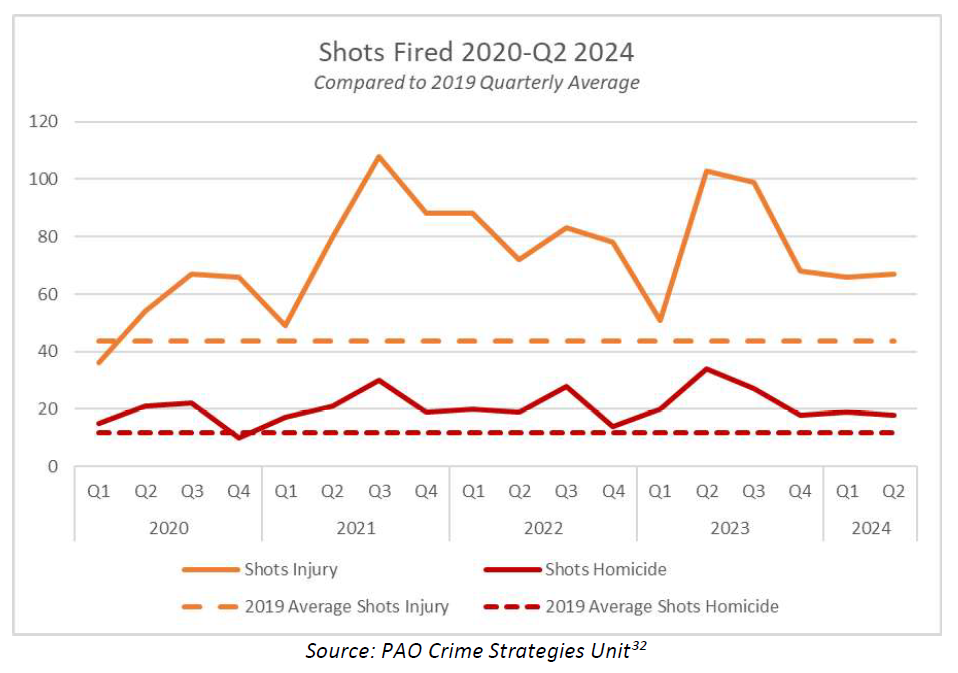 Shots Fired 2020-Q2 2024
Compared to 2019 Quarterly Average
120
100
80
60
40
20
0
Q1 Q2 Q3 Q4 Q1 Q2 Q3 Q4 Q1 Q2 Q3 Q4 Q1 Q2 Q3 Q4 Q1 Q2
2020 2021 2022 2023 2024
Shots Injury Shots Homicide
2019 Average Shots Injury 2019 Average Shots Homicide
Source: PAO Crime Strategies Unit32